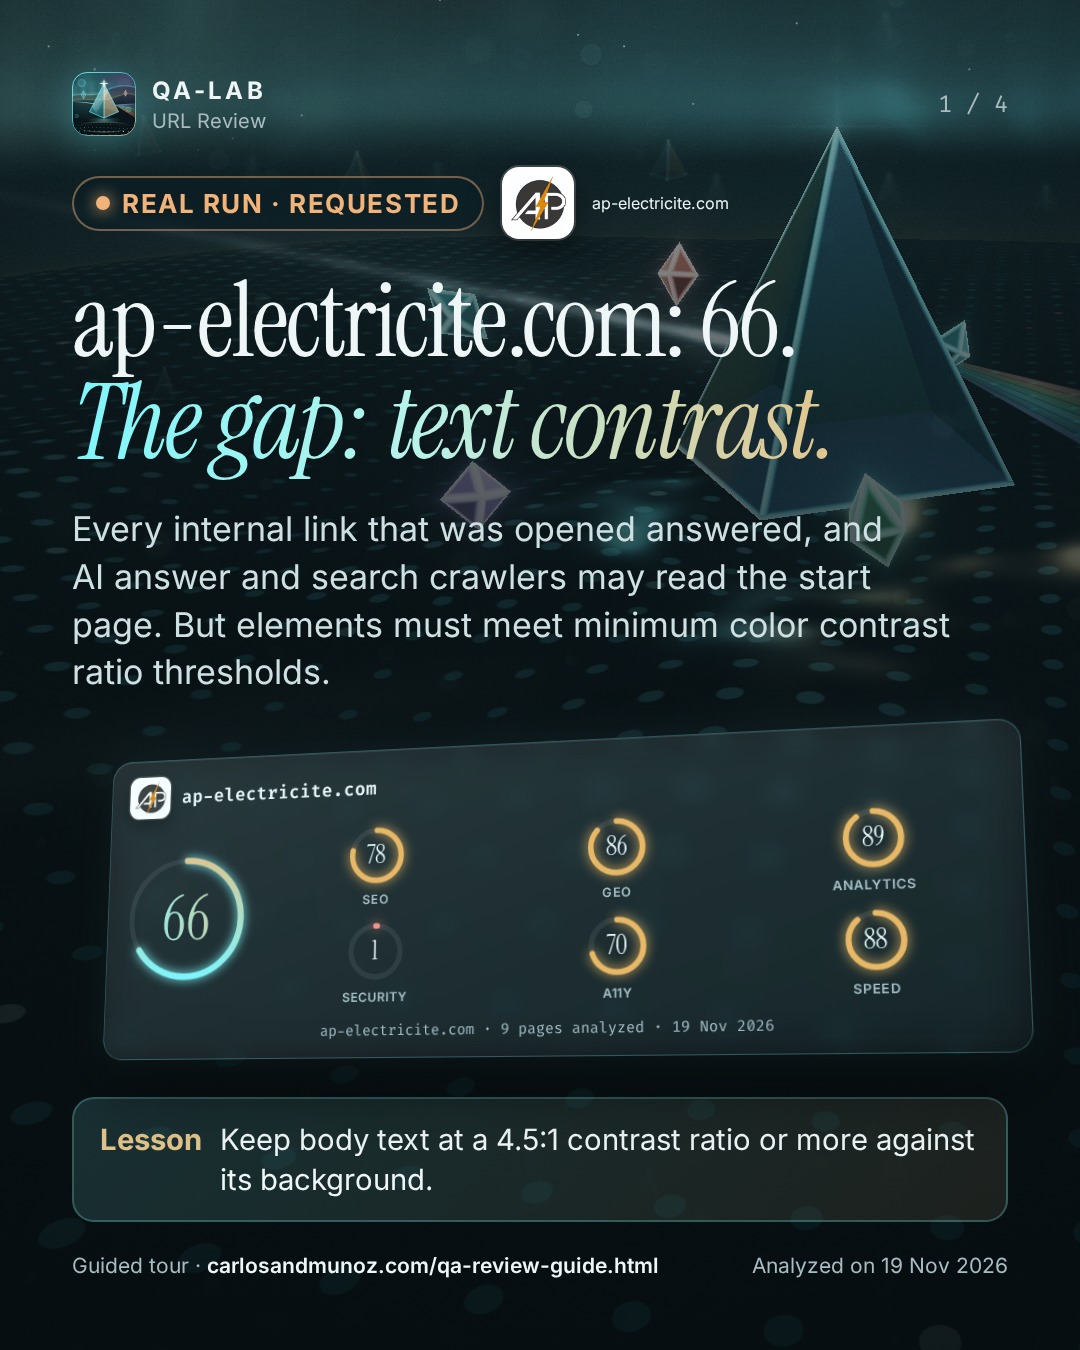 QA-LAB
URL Review
1 / 4
REAL RUN · REQUESTED
AP
ap-electricite.com
ap-electricite.com: 66.
The gap: text contrast.
Every internal link that was opened answered, and
AI answer and search crawlers may read the start
page. But elements must meet minimum color contrast
ratio thresholds.
AP
ap-electricite.com
66
78
SEO
86
GEO
89
ANALYTICS
1
SECURITY
70
A11Y
88
SPEED
ap-electricite.com · 9 pages analyzed · 19 Nov 2026
Lesson
Keep body text at a 4.5:1 contrast ratio or more against
its background.
Guided tour · carlosandmunoz.com/qa-review-guide.html
Analyzed on 19 Nov 2026